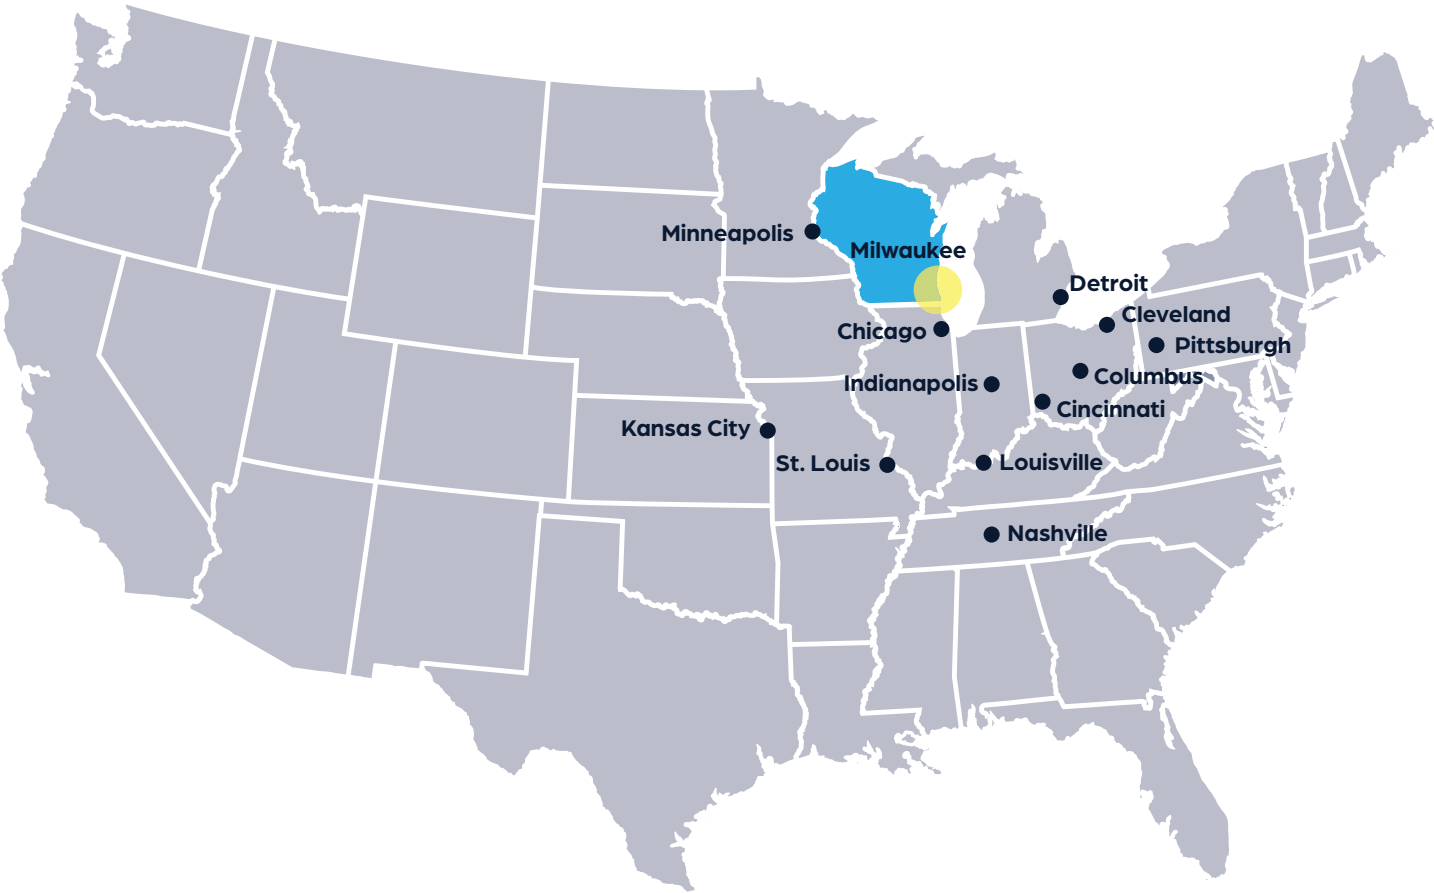 Minneapolis
Milwaukee
Detroit
Cleveland
Chicago
Pittsburgh
Columbus
Indianapolis
Cincinnati
Kansas City
St. Louis
Louisville
Nashville